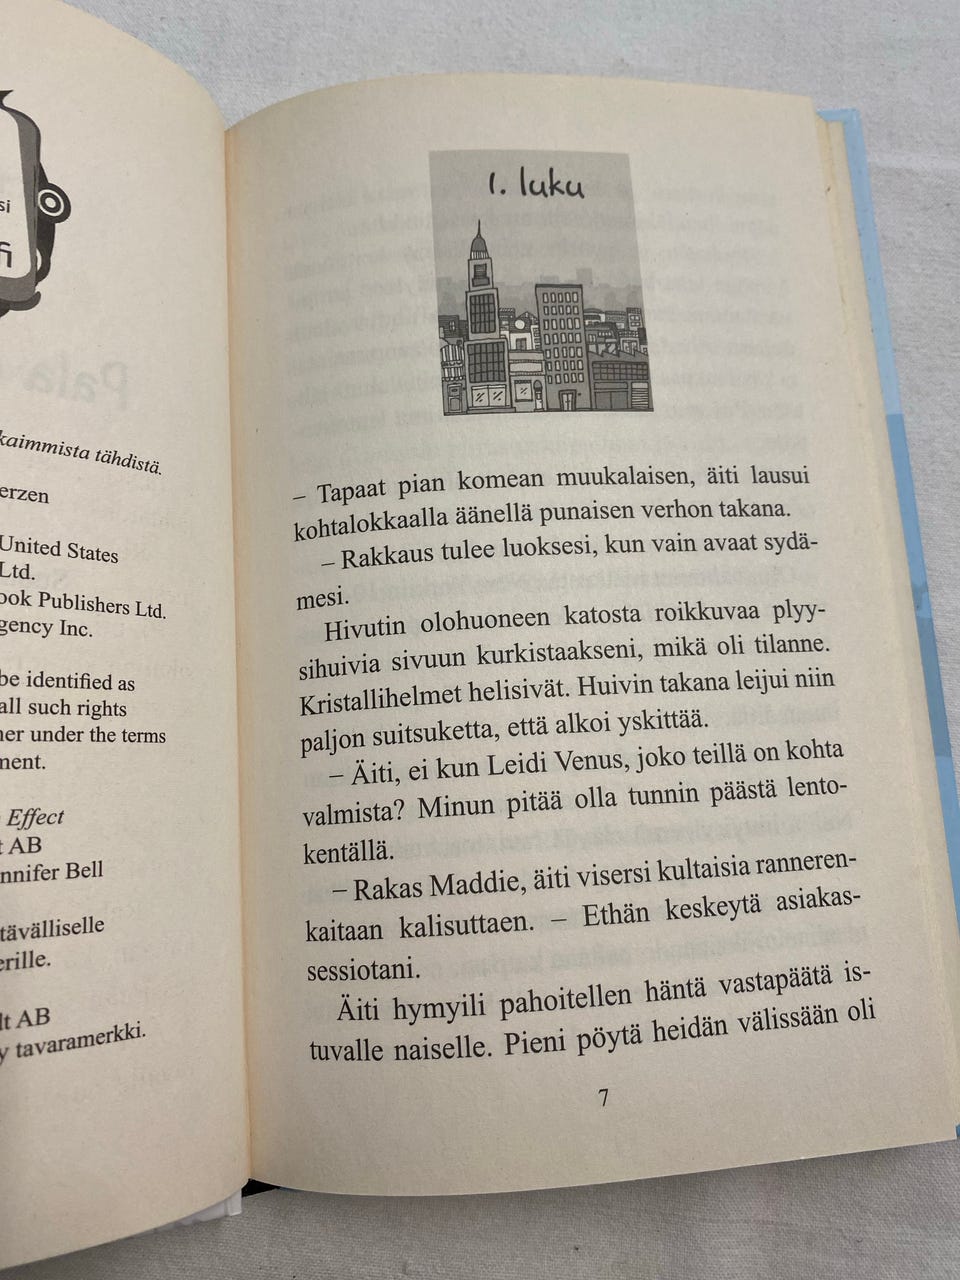 si
fi
kaimmista tähdistä.
erzen
United States
Ltd.
ook Publishers Ltd.
gency Inc.
be identified as
all such rights
her under the terms
ment.
Effect
t AB
nnifer Bell
tävälliselle
erille.
lt AB
y tavaramerkki.
1. luku
– Tapaat pian komean muukalaisen, äiti lausui
kohtalokkaalla äänellä punaisen verhon takana.
– Rakkaus tulee luoksesi, kun vain avaat sydä-
mesi.
Hivutin olohuoneen katosta roikkuvaa plyy-
sihuivia sivuun kurkistaakseni, mikä oli tilanne.
Kristallihelmet helisivät. Huivin takana leijui niin
paljon suitsuketta, että alkoi yskittää.
– Äiti, ei kun Leidi Venus, joko teillä on kohta
valmista? Minun pitää olla tunnin päästä lento-
kentällä.
– Rakas Maddie, äiti visersi kultaisia ranneren-
kaitaan kalisuttaen. – Ethän keskeytä asiakas-
sessiotani.
Äiti hymyili pahoitellen häntä vastapäätä is-
tuvalle naiselle. Pieni pöytä heidän välissään oli
7